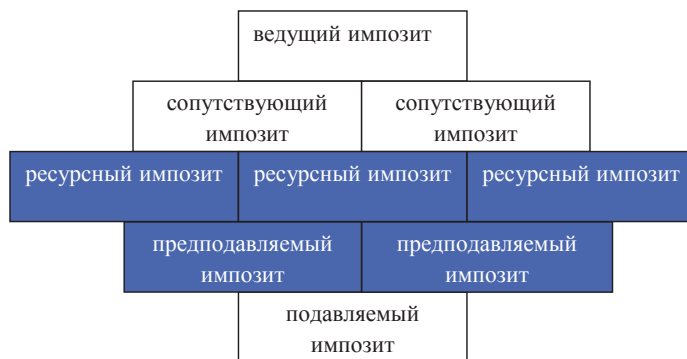 ведущий импозит
сопутствующий
импозит
сопутствующий
импозит
ресурсный импозит
ресурсный импозит
ресурсный импозит
предподавляемый
импозит
предподавляемый
импозит
подавляемый
импозит